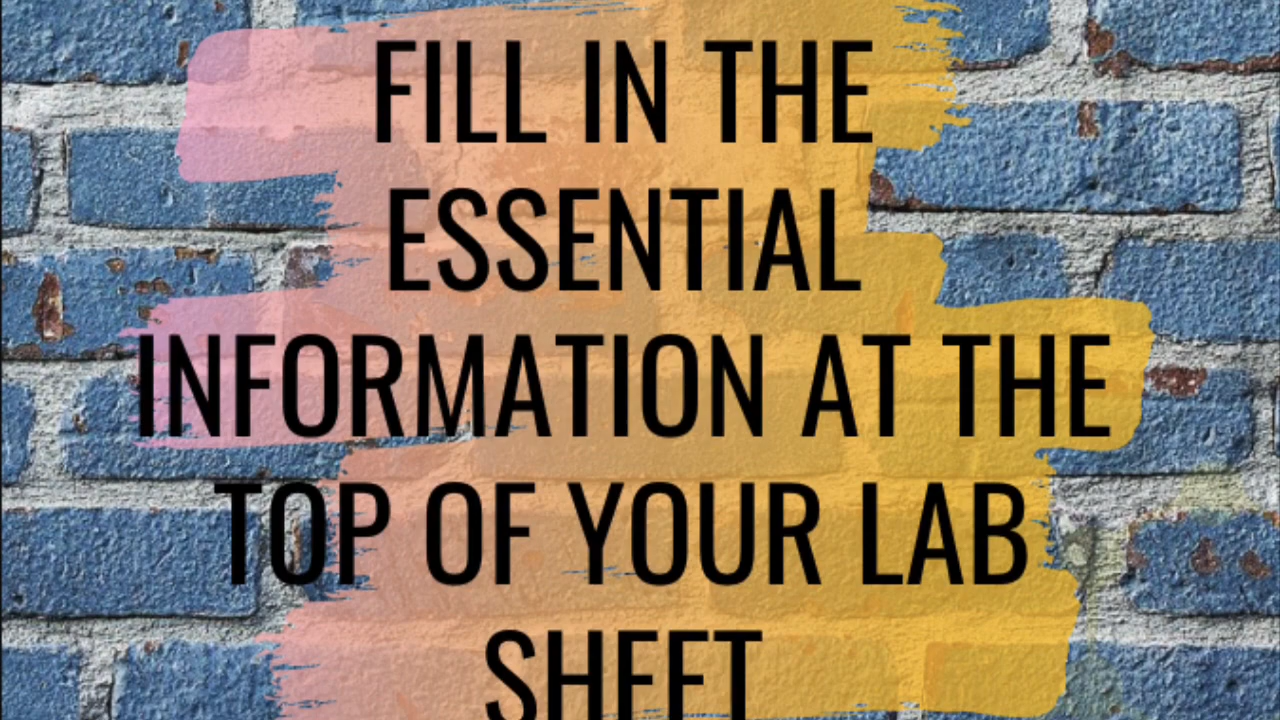 FILL IN THE
ESSENTIAL
INFORMATION AT THE
TOP OF YOUR LAB
SHEET